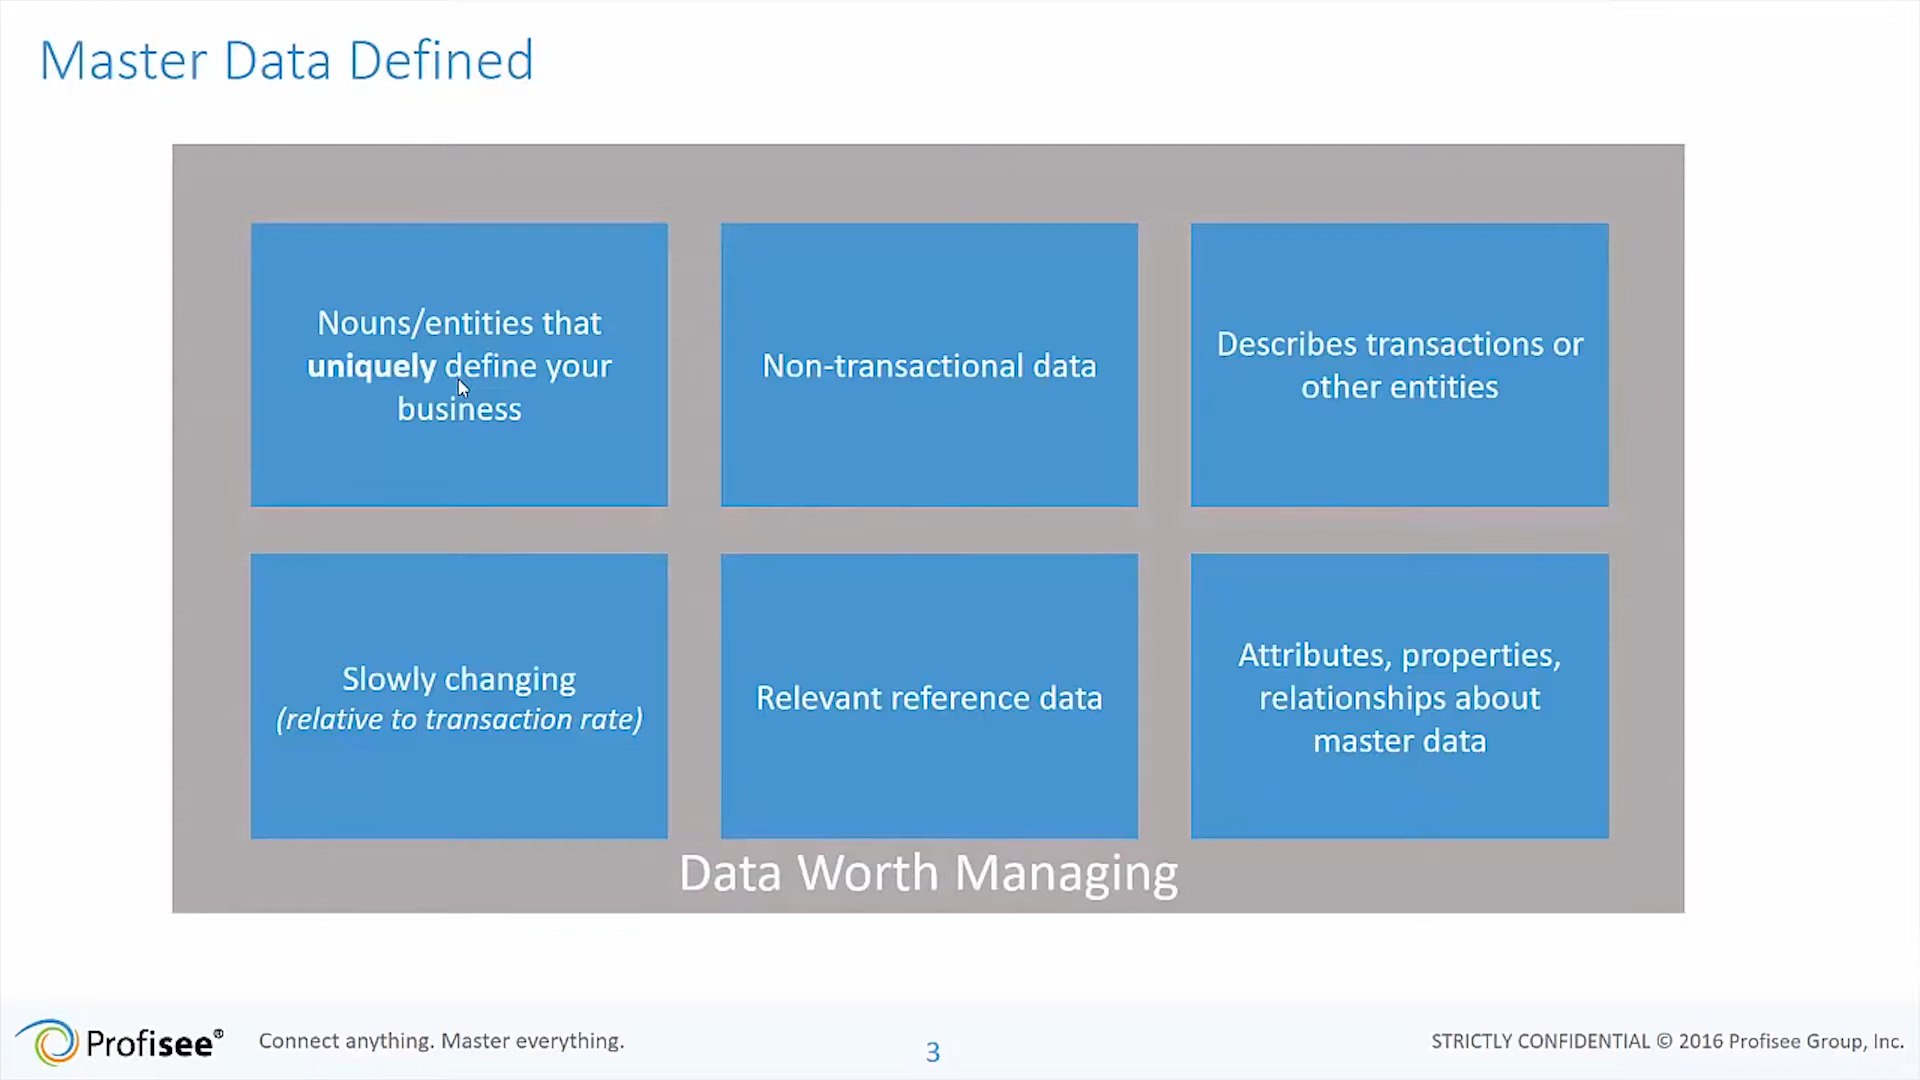 Master Data Defined
Nouns/entities that
uniquely define your
business
Non-transactional data
Describes transactions or
other entities
Slowly changing
(relative to transaction rate)
Relevant reference data
Attributes, properties,
relationships about
master data
Data Worth Managing
Profisee®
Connect anything. Master everything.
3
STRICTLY CONFIDENTIAL © 2016 Profisee Group, Inc.